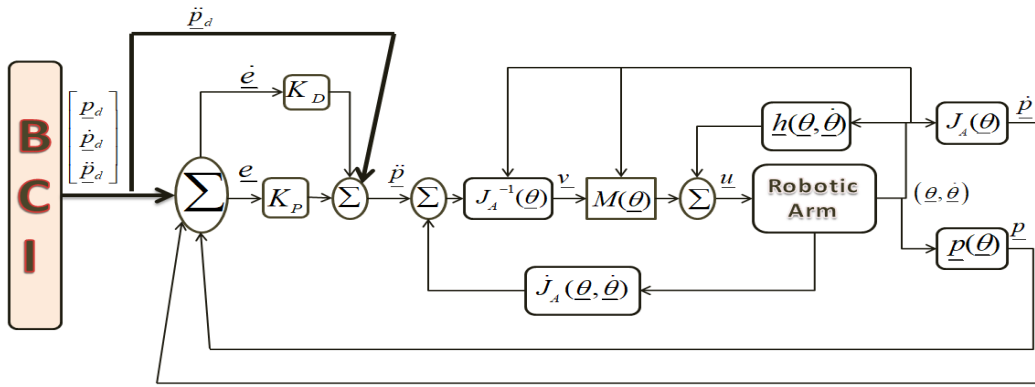 p̈_d
B
C
I
[p_d
ṗ_d
p̈_d]
ė
K_D
Σ
e
K_P
Σ
p̈
Σ
J_A⁻¹(θ)
v
M(θ)
Σ
u
Robotic
Arm
h(θ, θ̇)
J_A(θ)
ṗ
(θ, θ̇)
p
p(θ)
J̇_A(θ, θ̇)